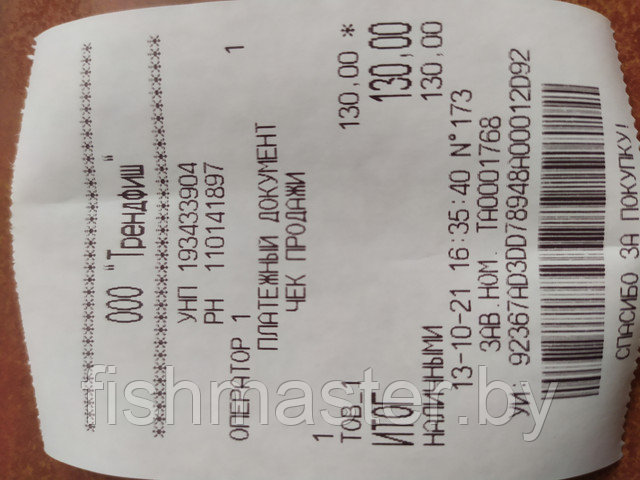 ********************
ООО "Трендфиш"
********************
УНП 193433904
РН 110141897
ОПЕРАТОР 1 1
ПЛАТЕЖНЫЙ ДОКУМЕНТ
ЧЕК ПРОДАЖИ
1
ТОВ_1 130,00 *
ИТОГ 130,00
НАЛИЧНЫМИ 130,00
13-10-21 16:35:40 N°173
ЗАВ.НОМ. TA0001768
УИ: 92367AD3DD78948A00012D92
СПАСИБО ЗА ПОКУПКУ!
fishmaster.by